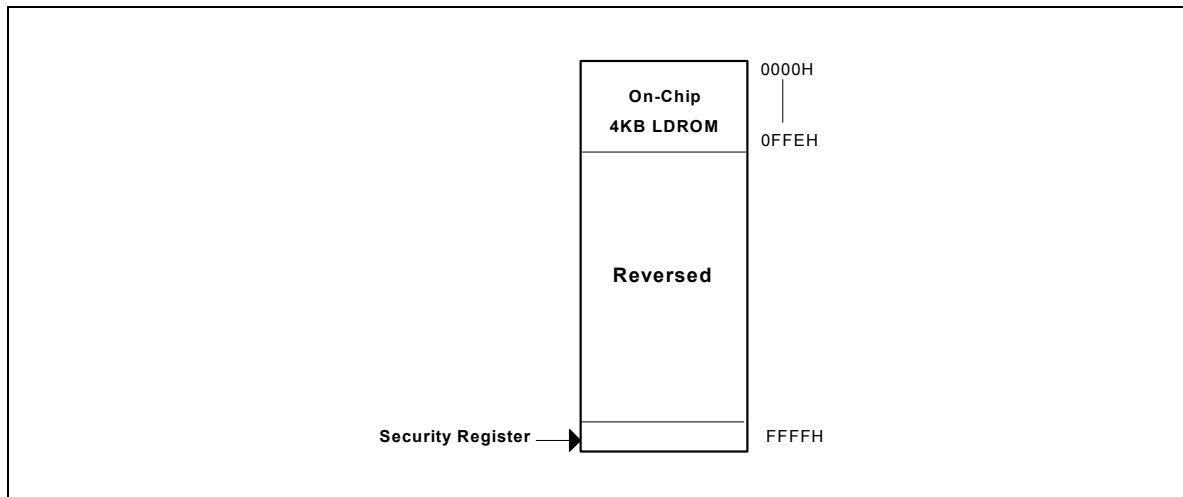 0000H
On-Chip
4KB LDROM
0FFEH
Reversed
Security Register
FFFFH